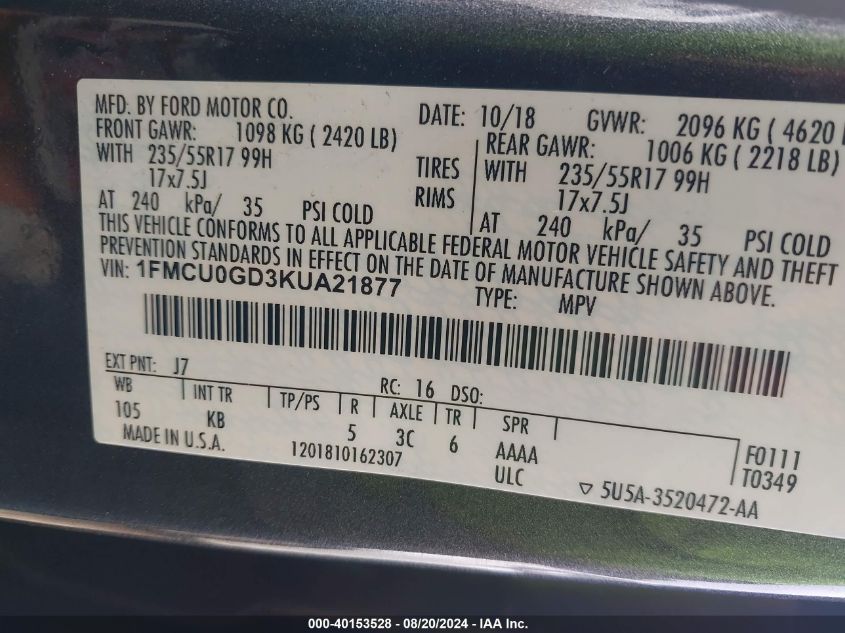 MFD. BY FORD MOTOR CO. DATE: 10/18 GVWR: 2096 KG ( 4620
FRONT GAWR: 1098 KG ( 2420 LB) REAR GAWR: 1006 KG ( 2218 LB)
WITH 235/55R17 99H TIRES WITH 235/55R17 99H
17x7.5J RIMS 17x7.5J
AT 240 kPa/ 35 PSI COLD AT 240 kPa/ 35 PSI COLD
THIS VEHICLE CONFORMS TO ALL APPLICABLE FEDERAL MOTOR VEHICLE SAFETY AND THEFT
PREVENTION STANDARDS IN EFFECT ON THE DATE OF MANUFACTURE SHOWN ABOVE.
VIN: 1FMCU0GD3KUA21877 TYPE: MPV
EXT PNT: J7 RC: 16 DSO:
WB INT TR TP/PS R AXLE TR SPR
105 KB 5 3C 6 AAAA F0111
MADE IN U.S.A. 1201810162307 ULC T0349
5U5A-3520472-AA
000-40153528 - 08/20/2024 - IAA Inc.